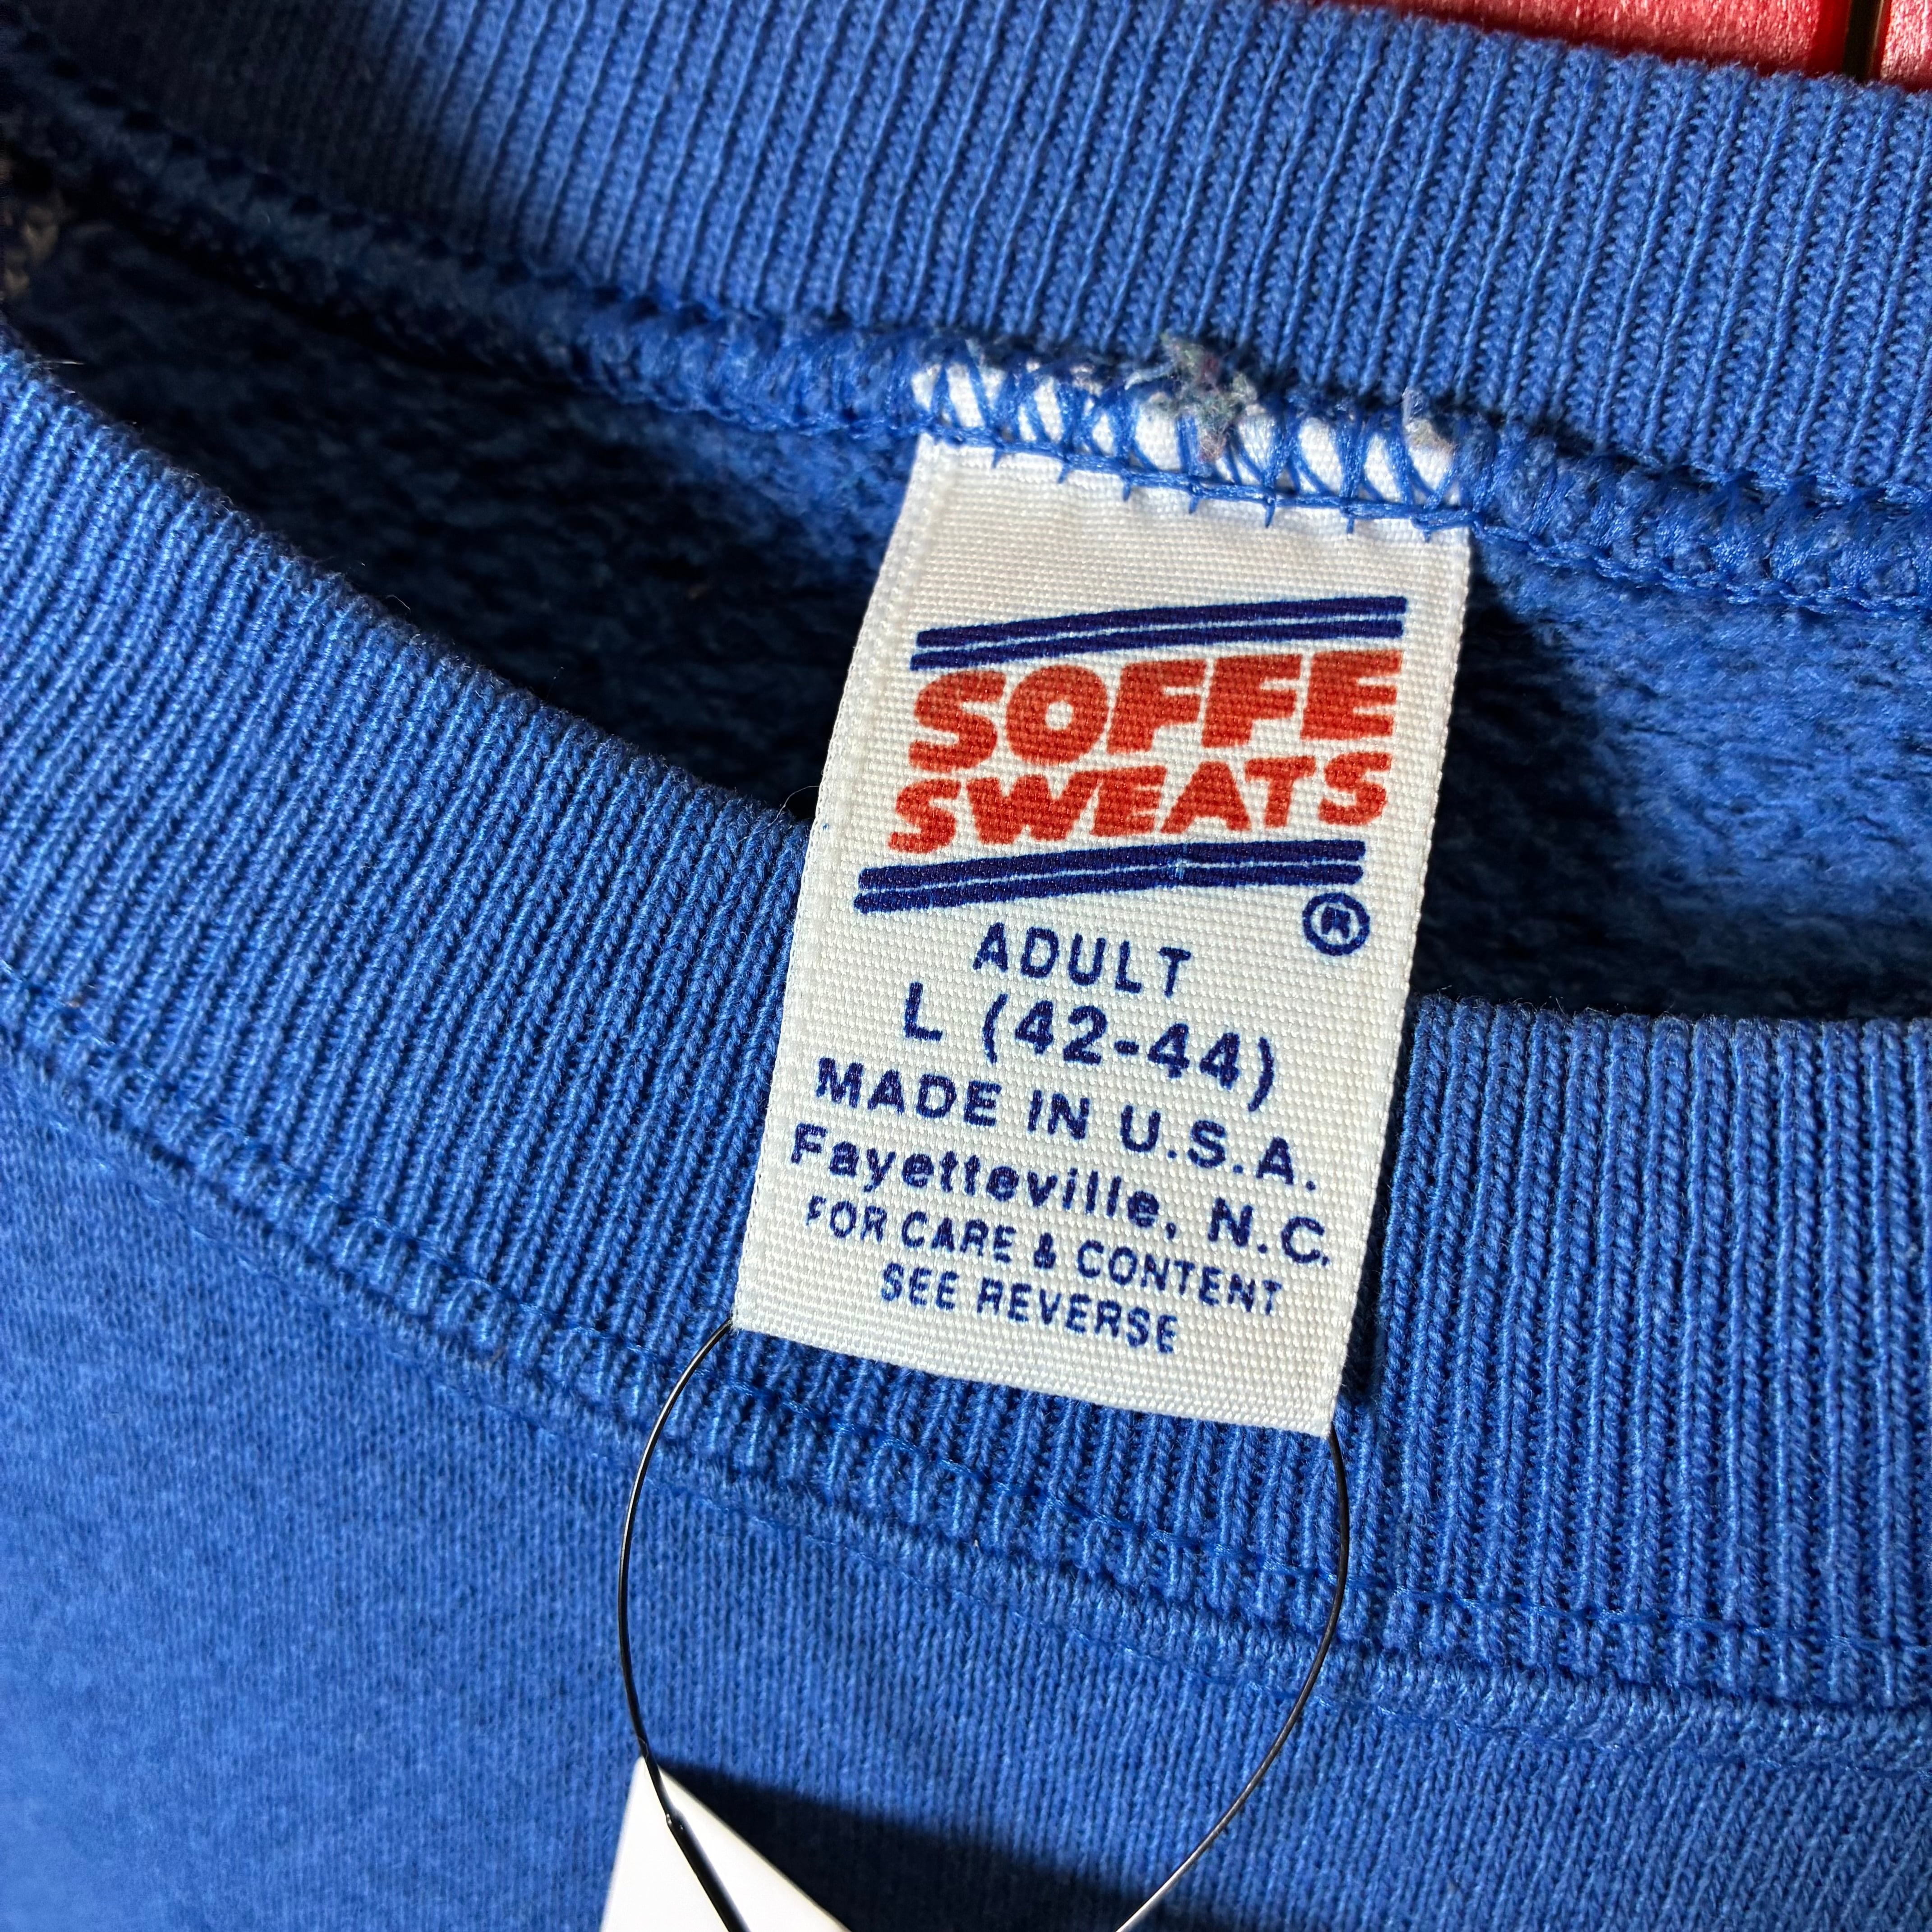 SOFFE
SWEATS
®
ADULT
L (42-44)
MADE IN U.S.A.
Fayetteville, N.C.
FOR CARE & CONTENT
SEE REVERSE